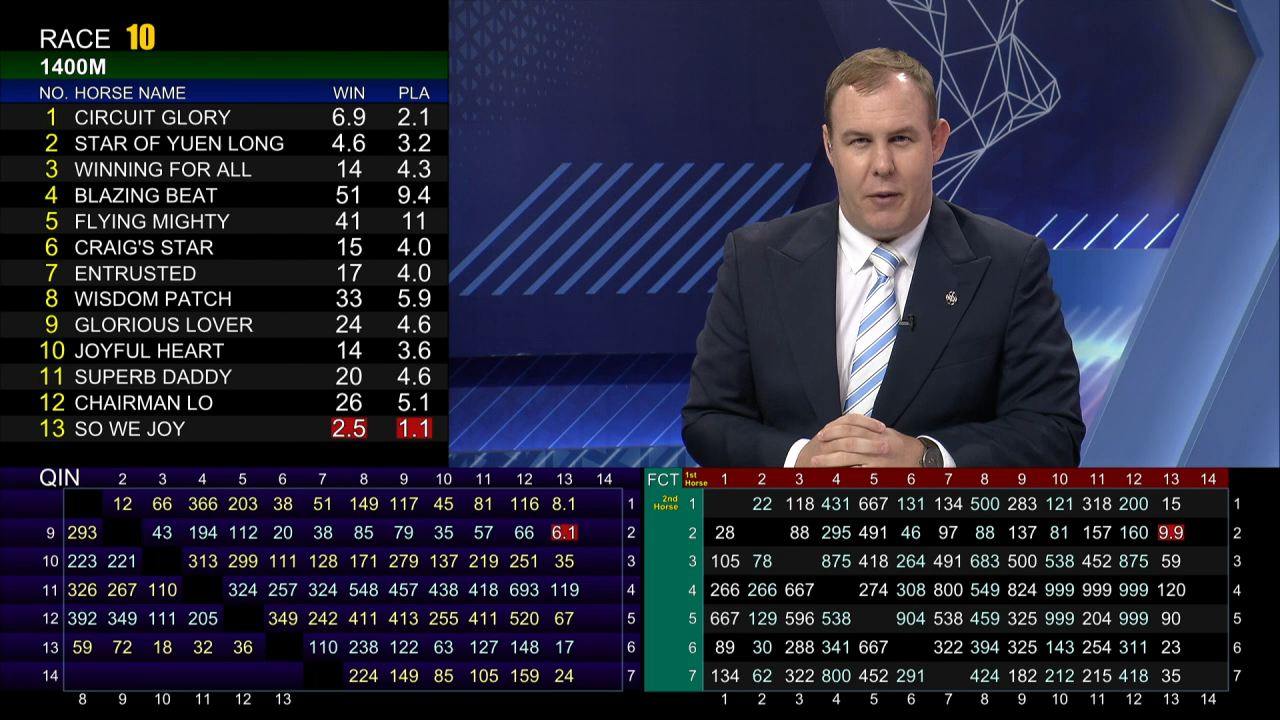 RACE 10
1400M
NO. HORSE NAME WIN PLA
1 CIRCUIT GLORY 6.9 2.1
2 STAR OF YUEN LONG 4.6 3.2
3 WINNING FOR ALL 14 4.3
4 BLAZING BEAT 51 9.4
5 FLYING MIGHTY 41 11
6 CRAIG'S STAR 15 4.0
7 ENTRUSTED 17 4.0
8 WISDOM PATCH 33 5.9
9 GLORIOUS LOVER 24 4.6
10 JOYFUL HEART 14 3.6
11 SUPERB DADDY 20 4.6
12 CHAIRMAN LO 26 5.1
13 SO WE JOY 2.5 1.1
QIN 2 3 4 5 6 7 8 9 10 11 12 13 14
12 66 366 203 38 51 149 117 45 81 116 8.1 1
9 293 43 194 112 20 38 85 79 35 57 66 6.1 2
10 223 221 313 299 111 128 171 279 137 219 251 35 3
11 326 267 110 324 257 324 548 457 438 418 693 119 4
12 392 349 111 205 349 242 411 413 255 411 520 67 5
13 59 72 18 32 36 110 238 122 63 127 148 17 6
14 224 149 85 105 159 24 7
8 9 10 11 12 13
FCT 1st Horse 1 2 3 4 5 6 7 8 9 10 11 12 13 14
2nd Horse 1 22 118 431 667 131 134 500 283 121 318 200 15 1
2 28 88 295 491 46 97 88 137 81 157 160 9.9 2
3 105 78 875 418 264 491 683 500 538 452 875 59 3
4 266 266 667 274 308 800 549 824 999 999 999 120 4
5 667 129 596 538 904 538 459 325 999 204 999 90 5
6 89 30 288 341 667 322 394 325 143 254 311 23 6
7 134 62 322 800 452 291 424 182 212 215 418 35 7
1 2 3 4 5 6 7 8 9 10 11 12 13 14